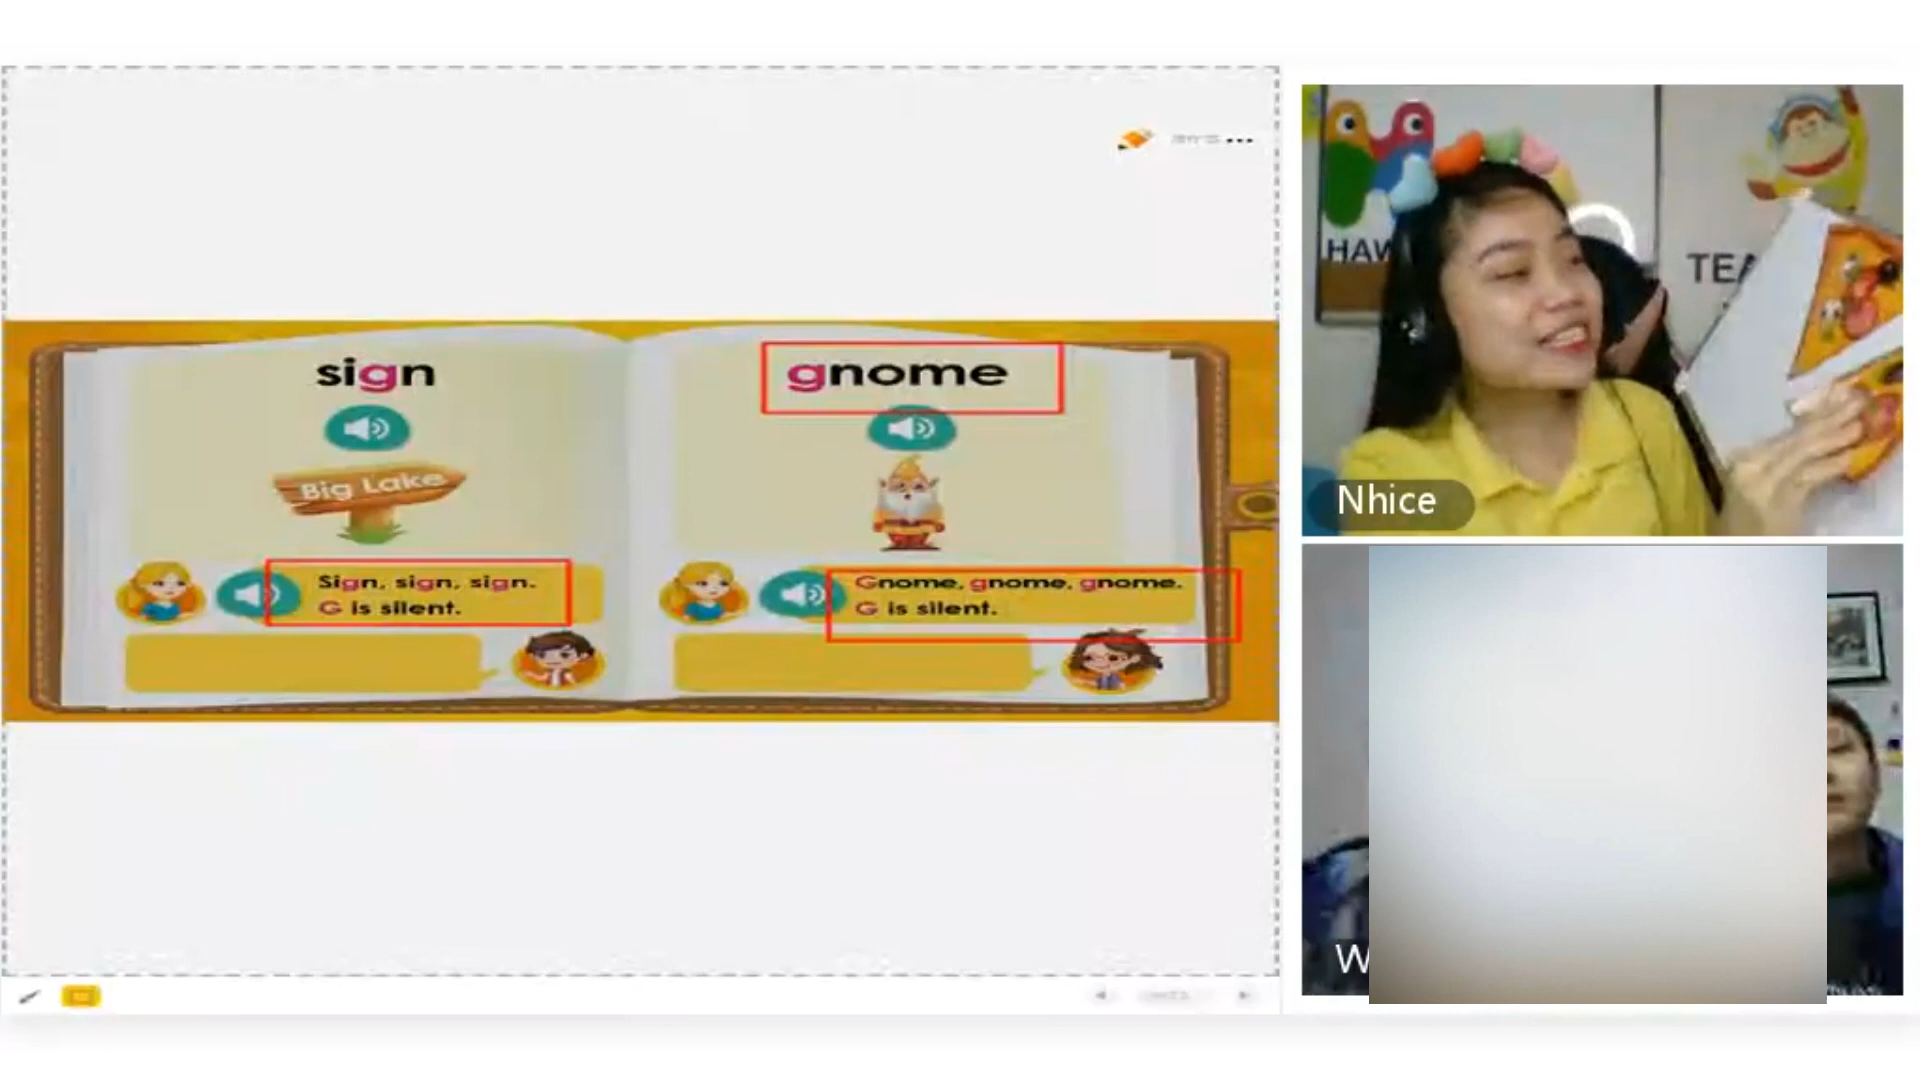 sign
gnome
Big Lake
Sign, sign, sign.
G is silent.
Gnome, gnome, gnome.
G is silent.
HAW
TEA
Nhice
W